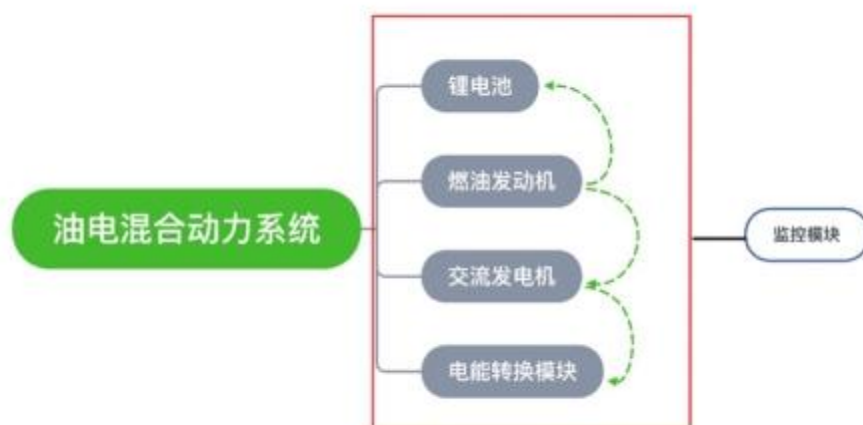 锂电池
燃油发动机
油电混合动力系统
监控模块
交流发电机
电能转换模块